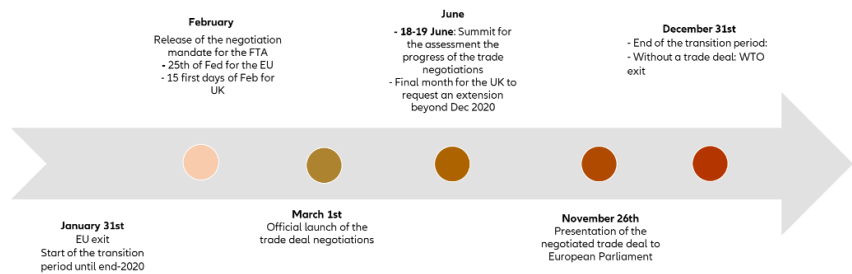 February
Release of the negotiation
mandate for the FTA
- 25th of Fed for the EU
- 15 first days of Feb for
UK
June
- 18-19 June: Summit for
the assessment the
progress of the trade
negotiations
- Final month for the UK to
request an extension
beyond Dec 2020
December 31st
- End of the transition period:
- Without a trade deal: WTO
exit
January 31st
EU exit
Start of the transition
period until end-2020
March 1st
Official launch of the
trade deal negotiations
November 26th
Presentation of the
negotiated trade deal to
European Parliament